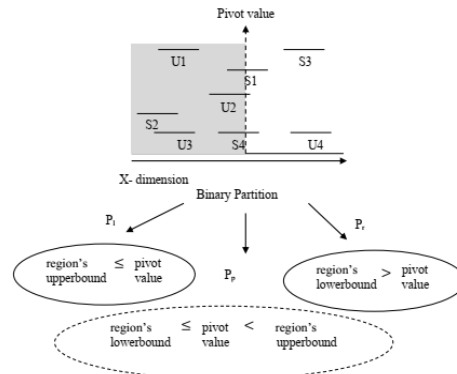 Pivot value
U1
S3
S1
U2
S2
U3
S4
U4
X- dimension
Binary Partition
Pl
Pp
Pr
region's ≤ pivot
upperbound value
region's > pivot
lowerbound value
region's ≤ pivot < region's
lowerbound value upperbound